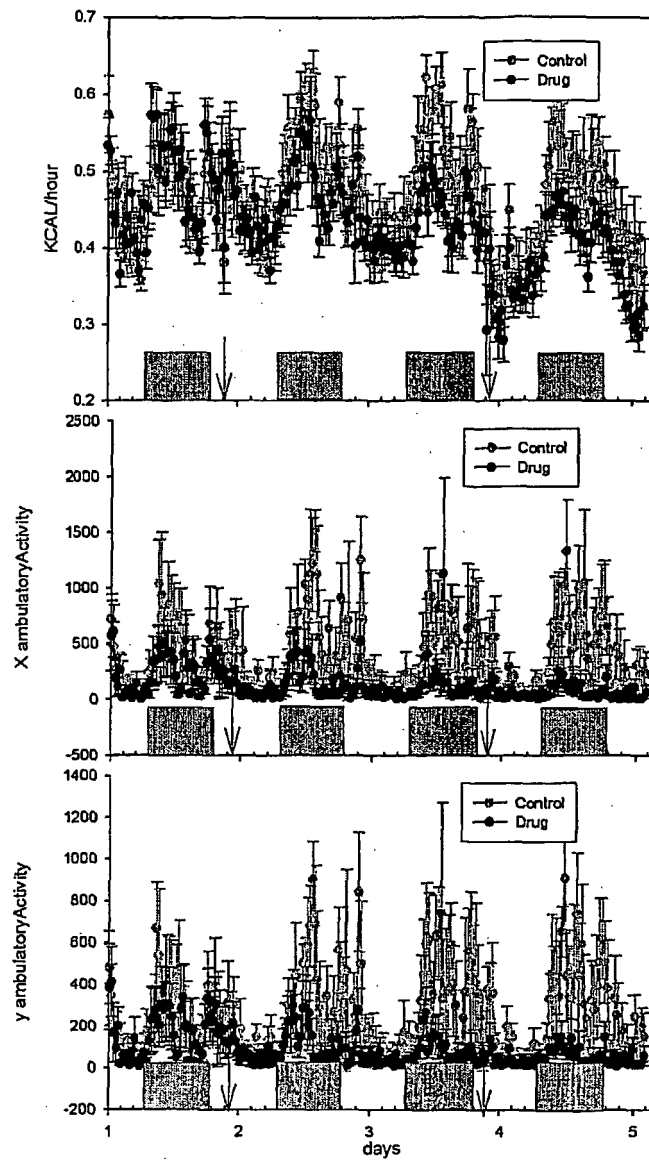 0.7
0.6
0.5
0.4
0.3
0.2
KCAL/hour
Control
Drug
2500
2000
1500
1000
500
0
-500
X ambulatoryActivity
Control
Drug
1400
1200
1000
800
600
400
200
0
-200
y ambulatoryActivity
Control
Drug
1
2
3
4
5
days